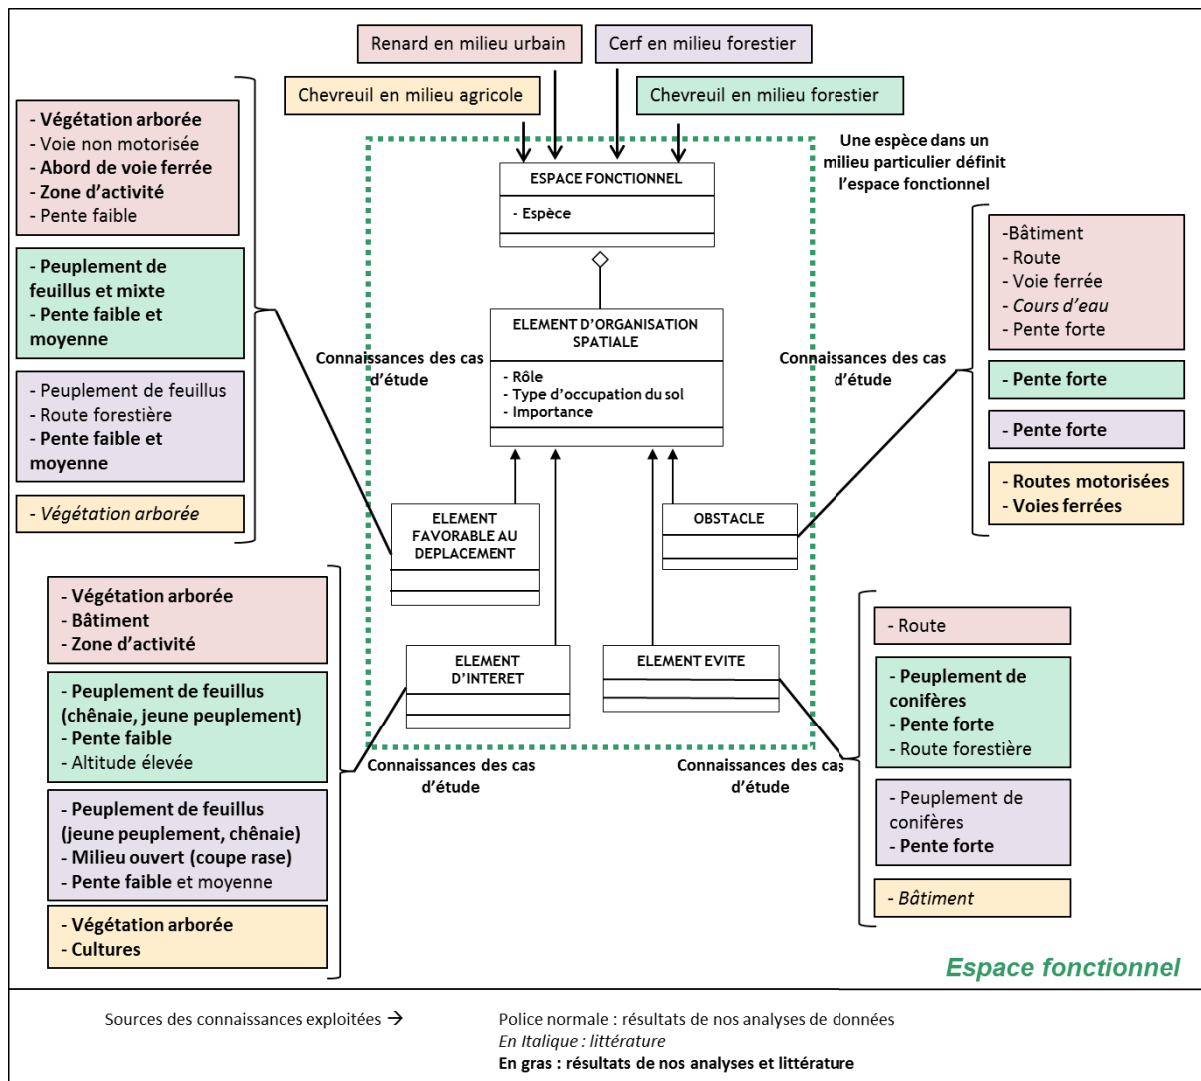 Renard en milieu urbain
Cerf en milieu forestier
Chevreuil en milieu agricole
Chevreuil en milieu forestier
Une espèce dans un
milieu particulier définit
l'espace fonctionnel
- Végétation arborée
- Voie non motorisée
- Abord de voie ferrée
- Zone d'activité
- Pente faible
- Peuplement de
feuillus et mixte
- Pente faible et
moyenne
- Peuplement de feuillus
- Route forestière
- Pente faible et
moyenne
- Végétation arborée
ESPACE FONCTIONNEL
- Espèce
ELEMENT D'ORGANISATION
SPATIALE
- Rôle
- Type d'occupation du sol
- Importance
Connaissances des cas
d'étude
Connaissances des cas
d'étude
-Bâtiment
- Route
- Voie ferrée
- Cours d'eau
- Pente forte
- Pente forte
- Pente forte
- Routes motorisées
- Voies ferrées
ELEMENT
FAVORABLE AU
DEPLACEMENT
OBSTACLE
ELEMENT
D'INTERET
ELEMENT EVITE
- Végétation arborée
- Bâtiment
- Zone d'activité
- Peuplement de feuillus
(chênaie, jeune peuplement)
- Pente faible
- Altitude élevée
- Peuplement de feuillus
(jeune peuplement, chênaie)
- Milieu ouvert (coupe rase)
- Pente faible et moyenne
- Végétation arborée
- Cultures
Connaissances des cas
d'étude
Connaissances des cas
d'étude
- Route
- Peuplement de
conifères
- Pente forte
- Route forestière
- Peuplement de
conifères
- Pente forte
- Bâtiment
Espace fonctionnel
Sources des connaissances exploitées →
Police normale : résultats de nos analyses de données
En Italique : littérature
En gras : résultats de nos analyses et littérature